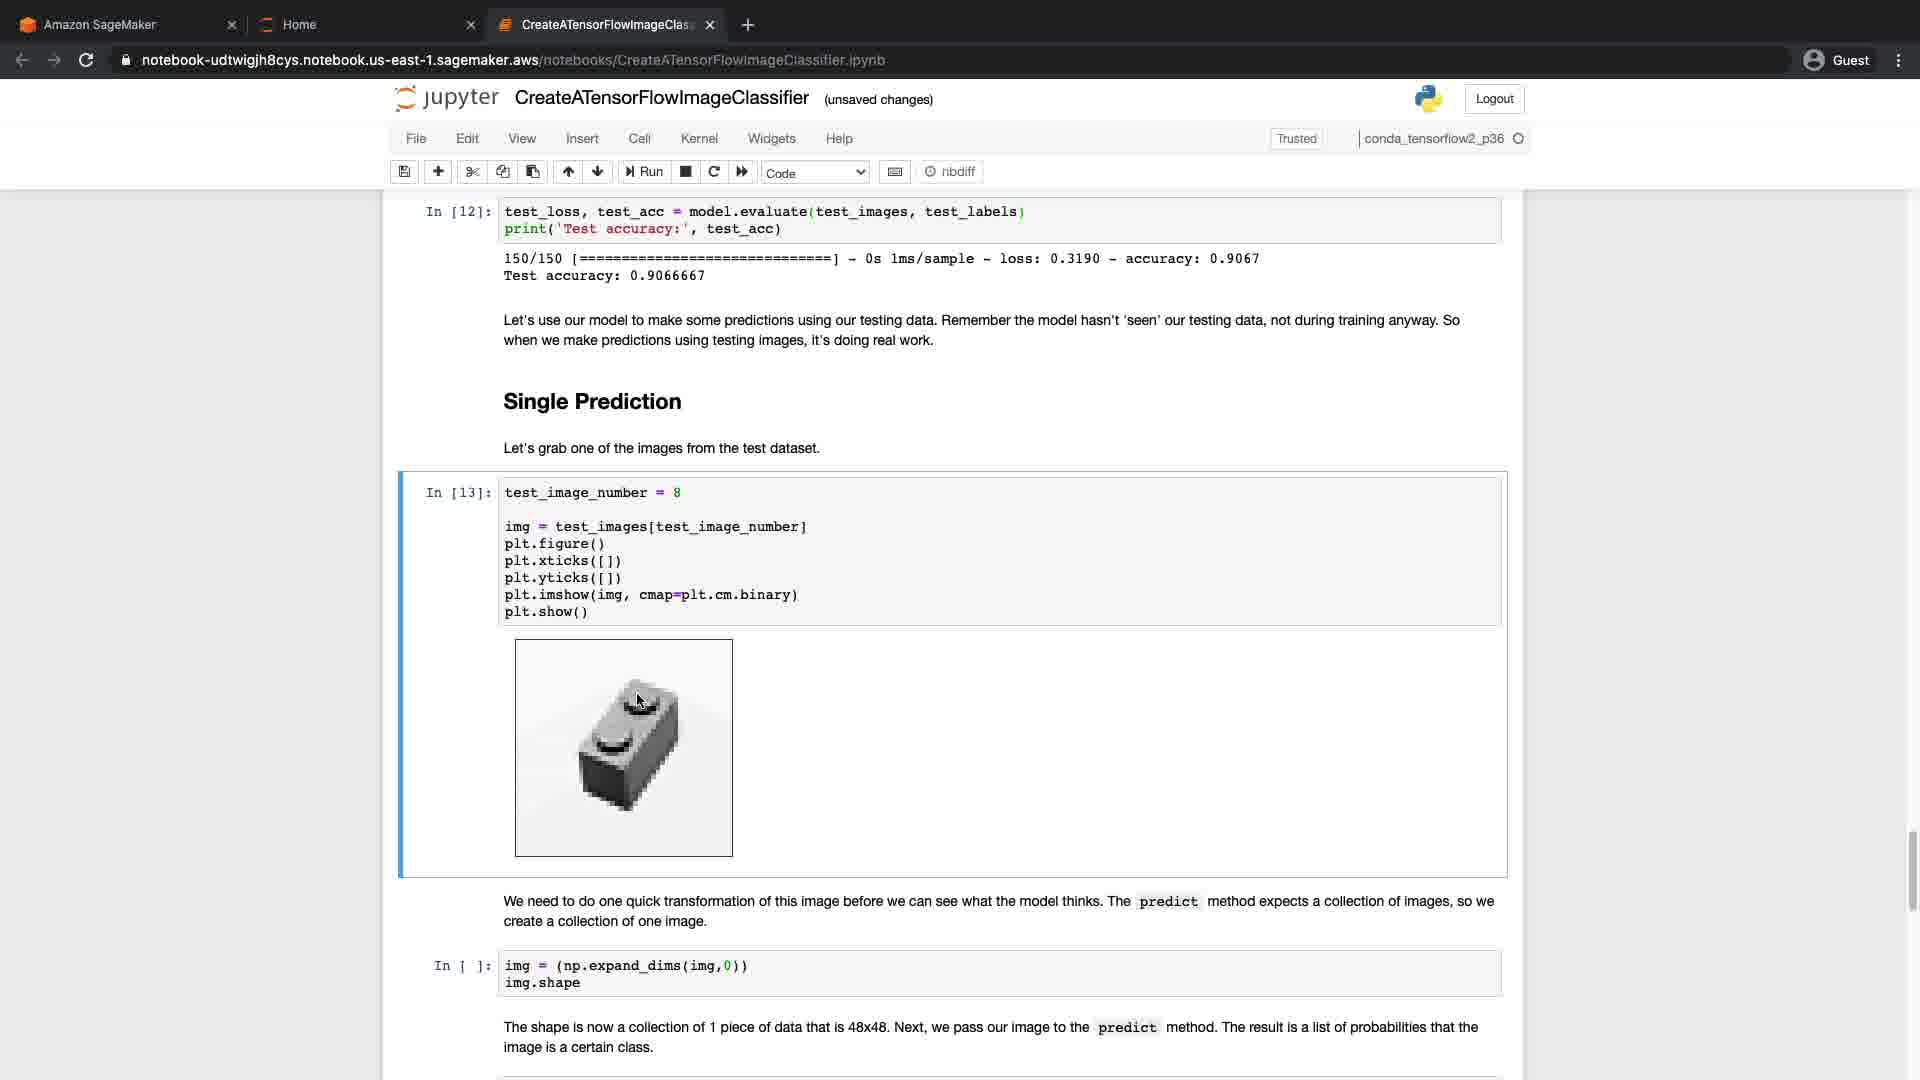 Amazon SageMaker
Home
CreateATensorFlowImageClas
notebook-udtwigjh8cys.notebook.us-east-1.sagemaker.aws/notebooks/CreateATensorFlowImageClassifier.ipynb
Guest
jupyter CreateATensorFlowImageClassifier (unsaved changes)
Logout
File Edit View Insert Cell Kernel Widgets Help
Trusted
conda_tensorflow2_p36
Run
Code
nbdiff
In [12]: test_loss, test_acc = model.evaluate(test_images, test_labels)
print('Test accuracy:', test_acc)
150/150 [==============================] - 0s 1ms/sample - loss: 0.3190 - accuracy: 0.9067
Test accuracy: 0.9066667
Let's use our model to make some predictions using our testing data. Remember the model hasn't 'seen' our testing data, not during training anyway. So
when we make predictions using testing images, it's doing real work.
Single Prediction
Let's grab one of the images from the test dataset.
In [13]: test_image_number = 8
img = test_images[test_image_number]
plt.figure()
plt.xticks([])
plt.yticks([])
plt.imshow(img, cmap=plt.cm.binary)
plt.show()
We need to do one quick transformation of this image before we can see what the model thinks. The predict method expects a collection of images, so we
create a collection of one image.
In [ ]: img = (np.expand_dims(img,0))
img.shape
The shape is now a collection of 1 piece of data that is 48x48. Next, we pass our image to the predict method. The result is a list of probabilities that the
image is a certain class.